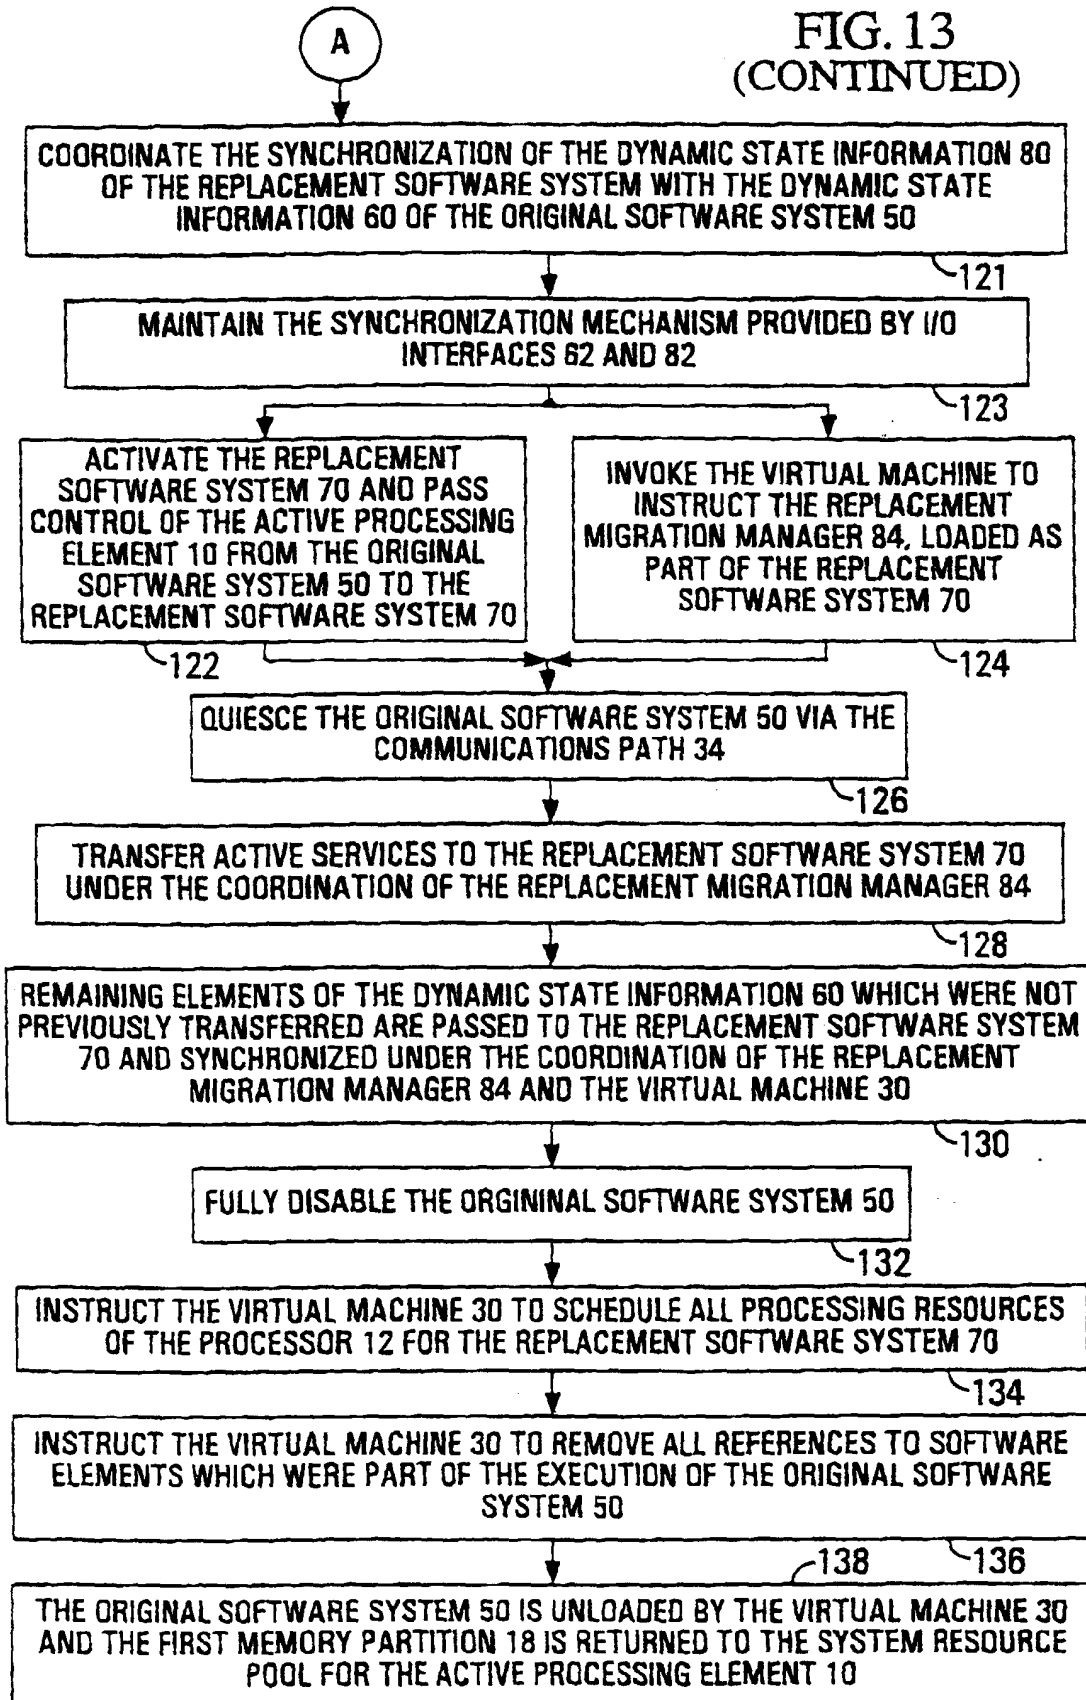 A
FIG. 13
(CONTINUED)
COORDINATE THE SYNCHRONIZATION OF THE DYNAMIC STATE INFORMATION 80
OF THE REPLACEMENT SOFTWARE SYSTEM WITH THE DYNAMIC STATE
INFORMATION 60 OF THE ORIGINAL SOFTWARE SYSTEM 50
121
MAINTAIN THE SYNCHRONIZATION MECHANISM PROVIDED BY I/O
INTERFACES 62 AND 82
123
ACTIVATE THE REPLACEMENT
SOFTWARE SYSTEM 70 AND PASS
CONTROL OF THE ACTIVE PROCESSING
ELEMENT 10 FROM THE ORIGINAL
SOFTWARE SYSTEM 50 TO THE
REPLACEMENT SOFTWARE SYSTEM 70
122
INVOKE THE VIRTUAL MACHINE TO
INSTRUCT THE REPLACEMENT
MIGRATION MANAGER 84, LOADED AS
PART OF THE REPLACEMENT
SOFTWARE SYSTEM 70
124
QUIESCE THE ORIGINAL SOFTWARE SYSTEM 50 VIA THE
COMMUNICATIONS PATH 34
126
TRANSFER ACTIVE SERVICES TO THE REPLACEMENT SOFTWARE SYSTEM 70
UNDER THE COORDINATION OF THE REPLACEMENT MIGRATION MANAGER 84
128
REMAINING ELEMENTS OF THE DYNAMIC STATE INFORMATION 60 WHICH WERE NOT
PREVIOUSLY TRANSFERRED ARE PASSED TO THE REPLACEMENT SOFTWARE SYSTEM
70 AND SYNCHRONIZED UNDER THE COORDINATION OF THE REPLACEMENT
MIGRATION MANAGER 84 AND THE VIRTUAL MACHINE 30
130
FULLY DISABLE THE ORGININAL SOFTWARE SYSTEM 50
132
INSTRUCT THE VIRTUAL MACHINE 30 TO SCHEDULE ALL PROCESSING RESOURCES
OF THE PROCESSOR 12 FOR THE REPLACEMENT SOFTWARE SYSTEM 70
134
INSTRUCT THE VIRTUAL MACHINE 30 TO REMOVE ALL REFERENCES TO SOFTWARE
ELEMENTS WHICH WERE PART OF THE EXECUTION OF THE ORIGINAL SOFTWARE
SYSTEM 50
136
138
THE ORIGINAL SOFTWARE SYSTEM 50 IS UNLOADED BY THE VIRTUAL MACHINE 30
AND THE FIRST MEMORY PARTITION 18 IS RETURNED TO THE SYSTEM RESOURCE
POOL FOR THE ACTIVE PROCESSING ELEMENT 10